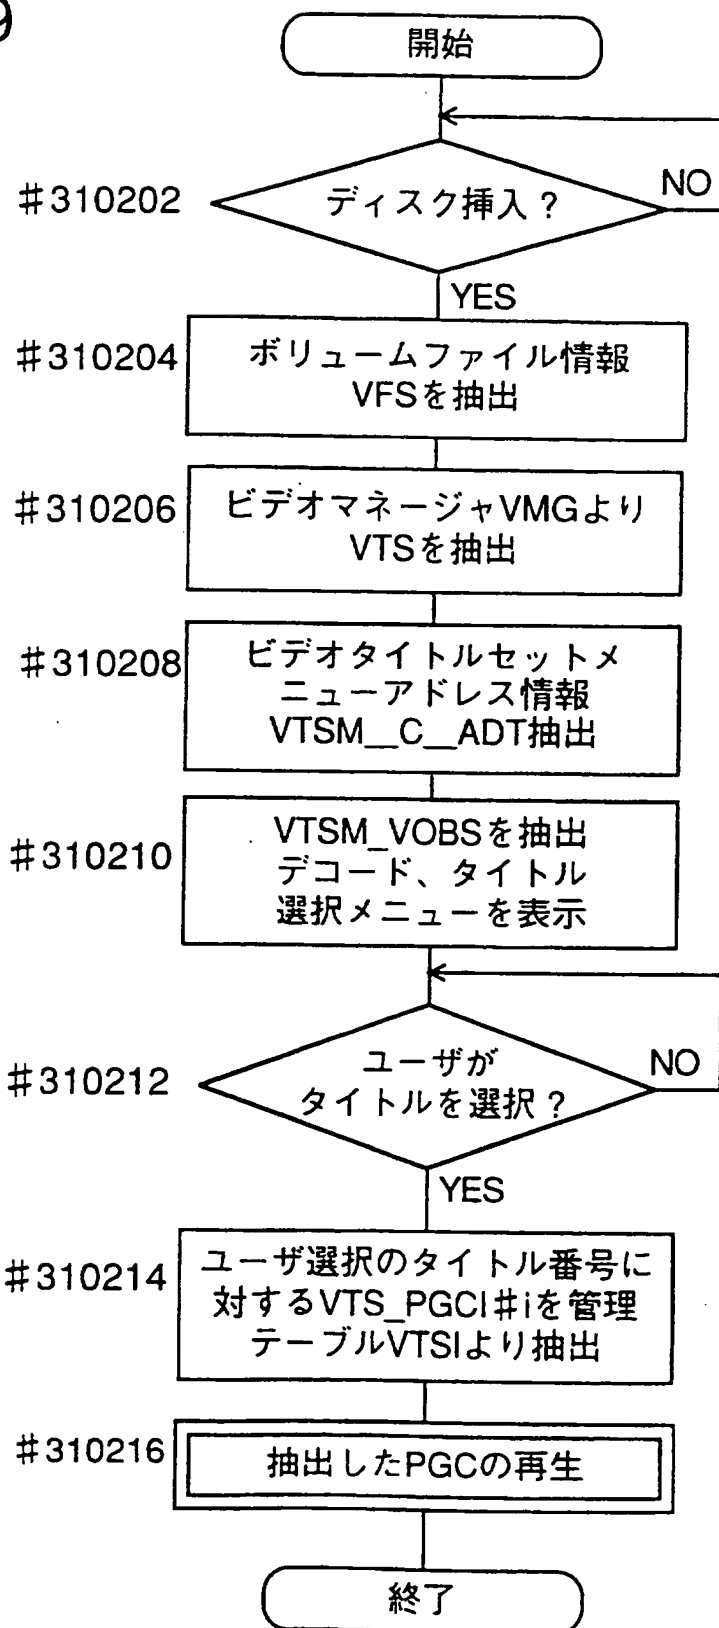 9
開始
#310202
ディスク挿入?
NO
YES
#310204
ボリュームファイル情報
VFSを抽出
#310206
ビデオマネージャVMGより
VTSを抽出
#310208
ビデオタイトルセットメ
ニューアドレス情報
VTSM__C__ADT抽出
#310210
VTSM_VOBSを抽出
デコード、タイトル
選択メニューを表示
#310212
ユーザが
タイトルを選択?
NO
YES
#310214
ユーザ選択のタイトル番号に
対するVTS_PGCI#iを管理
テーブルVTSIより抽出
#310216
抽出したPGCの再生
終了